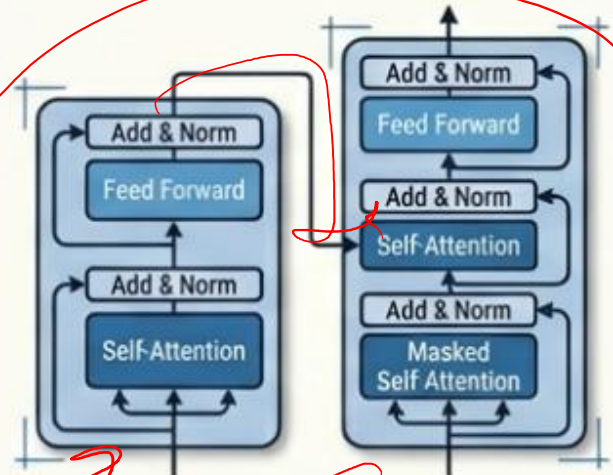 Add & Norm
Feed Forward
Add & Norm
Self-Attention
Add & Norm
Feed Forward
Add & Norm
Self-Attention
Add & Norm
Masked
Self Attention